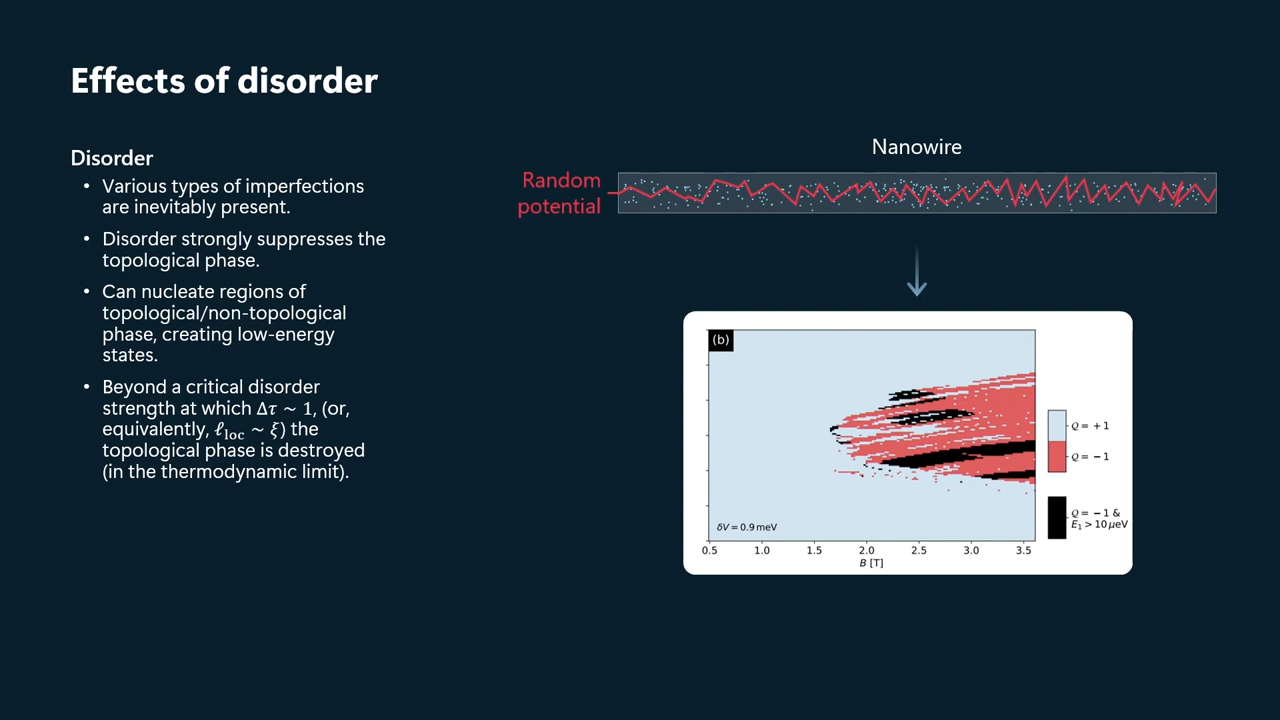 Effects of disorder
Disorder
• Various types of imperfections
are inevitably present.
• Disorder strongly suppresses the
topological phase.
• Can nucleate regions of
topological/non-topological
phase, creating low-energy
states.
• Beyond a critical disorder
strength at which Δτ ~ 1, (or,
equivalently, ℓloc ~ ξ) the
topological phase is destroyed
(in the thermodynamic limit).
Nanowire
Random
potential
(b)
Q = +1
Q = −1
Q = −1 &
E1 > 10 μeV
δV = 0.9 meV
0.5 1.0 1.5 2.0 2.5 3.0 3.5
B [T]